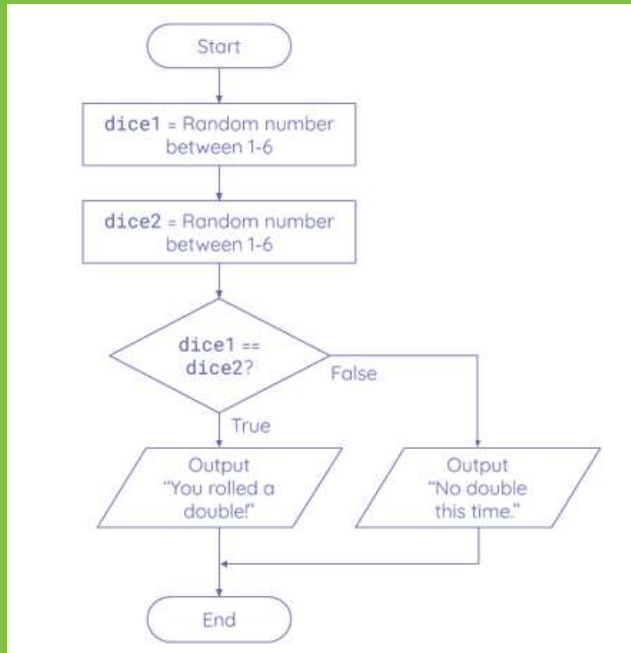 Start
dice1 = Random number
between 1-6
dice2 = Random number
between 1-6
dice1 ==
dice2?
False
True
Output
“You rolled a
double!”
Output
“No double
this time.”
End